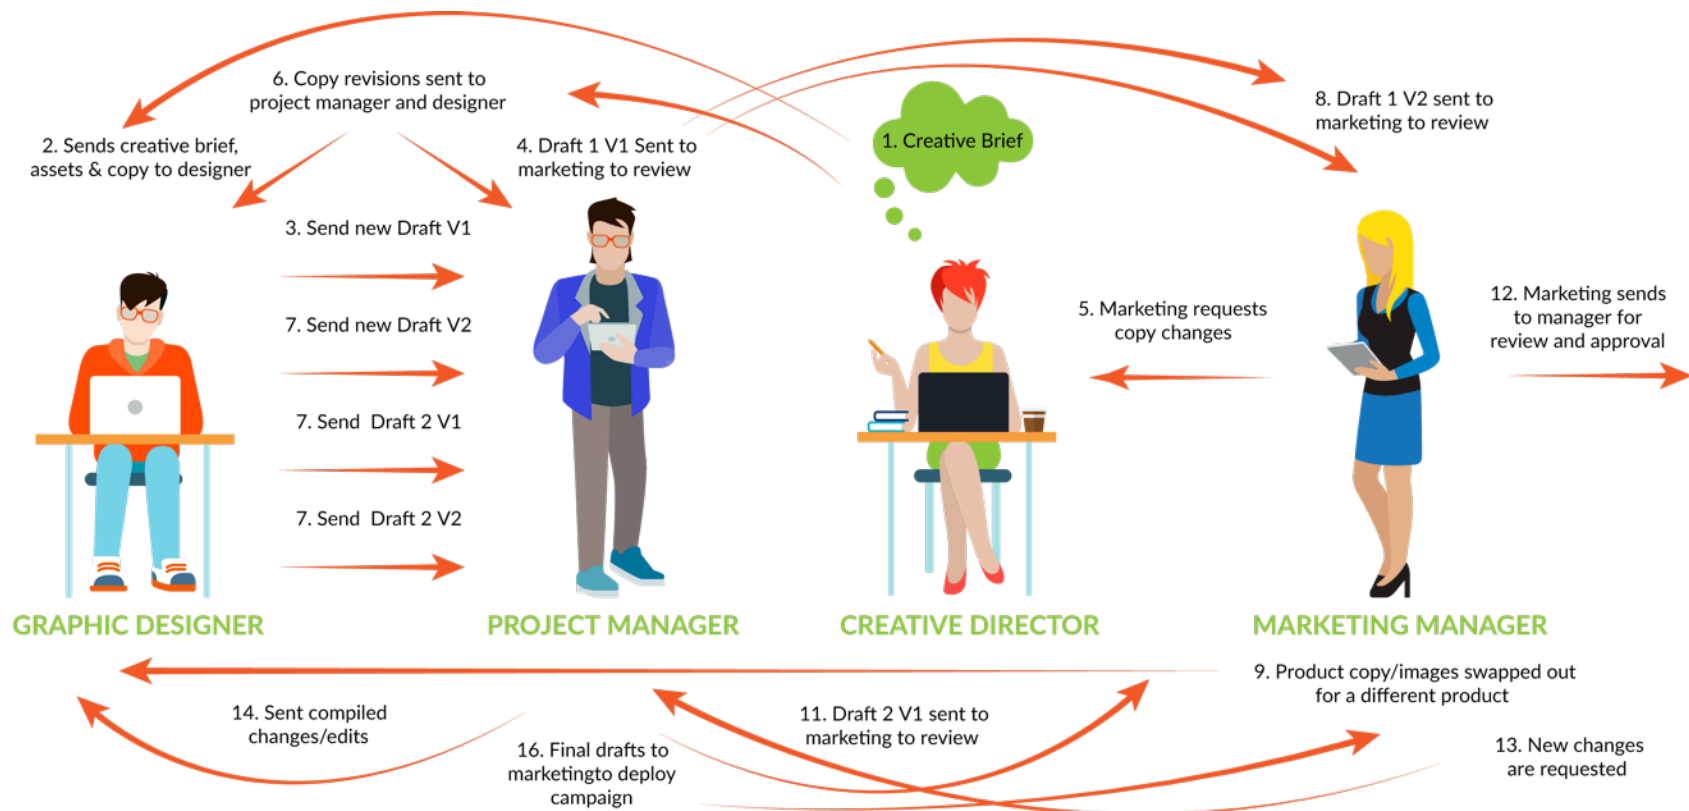 6. Copy revisions sent to
project manager and designer
2. Sends creative brief,
assets & copy to designer
4. Draft 1 V1 Sent to
marketing to review
1. Creative Brief
8. Draft 1 V2 sent to
marketing to review
3. Send new Draft V1
7. Send new Draft V2
7. Send Draft 2 V1
7. Send Draft 2 V2
5. Marketing requests
copy changes
12. Marketing sends
to manager for
review and approval
GRAPHIC DESIGNER
PROJECT MANAGER
CREATIVE DIRECTOR
MARKETING MANAGER
9. Product copy/images swapped out
for a different product
14. Sent compiled
changes/edits
11. Draft 2 V1 sent to
marketing to review
16. Final drafts to
marketingto deploy
campaign
13. New changes
are requested